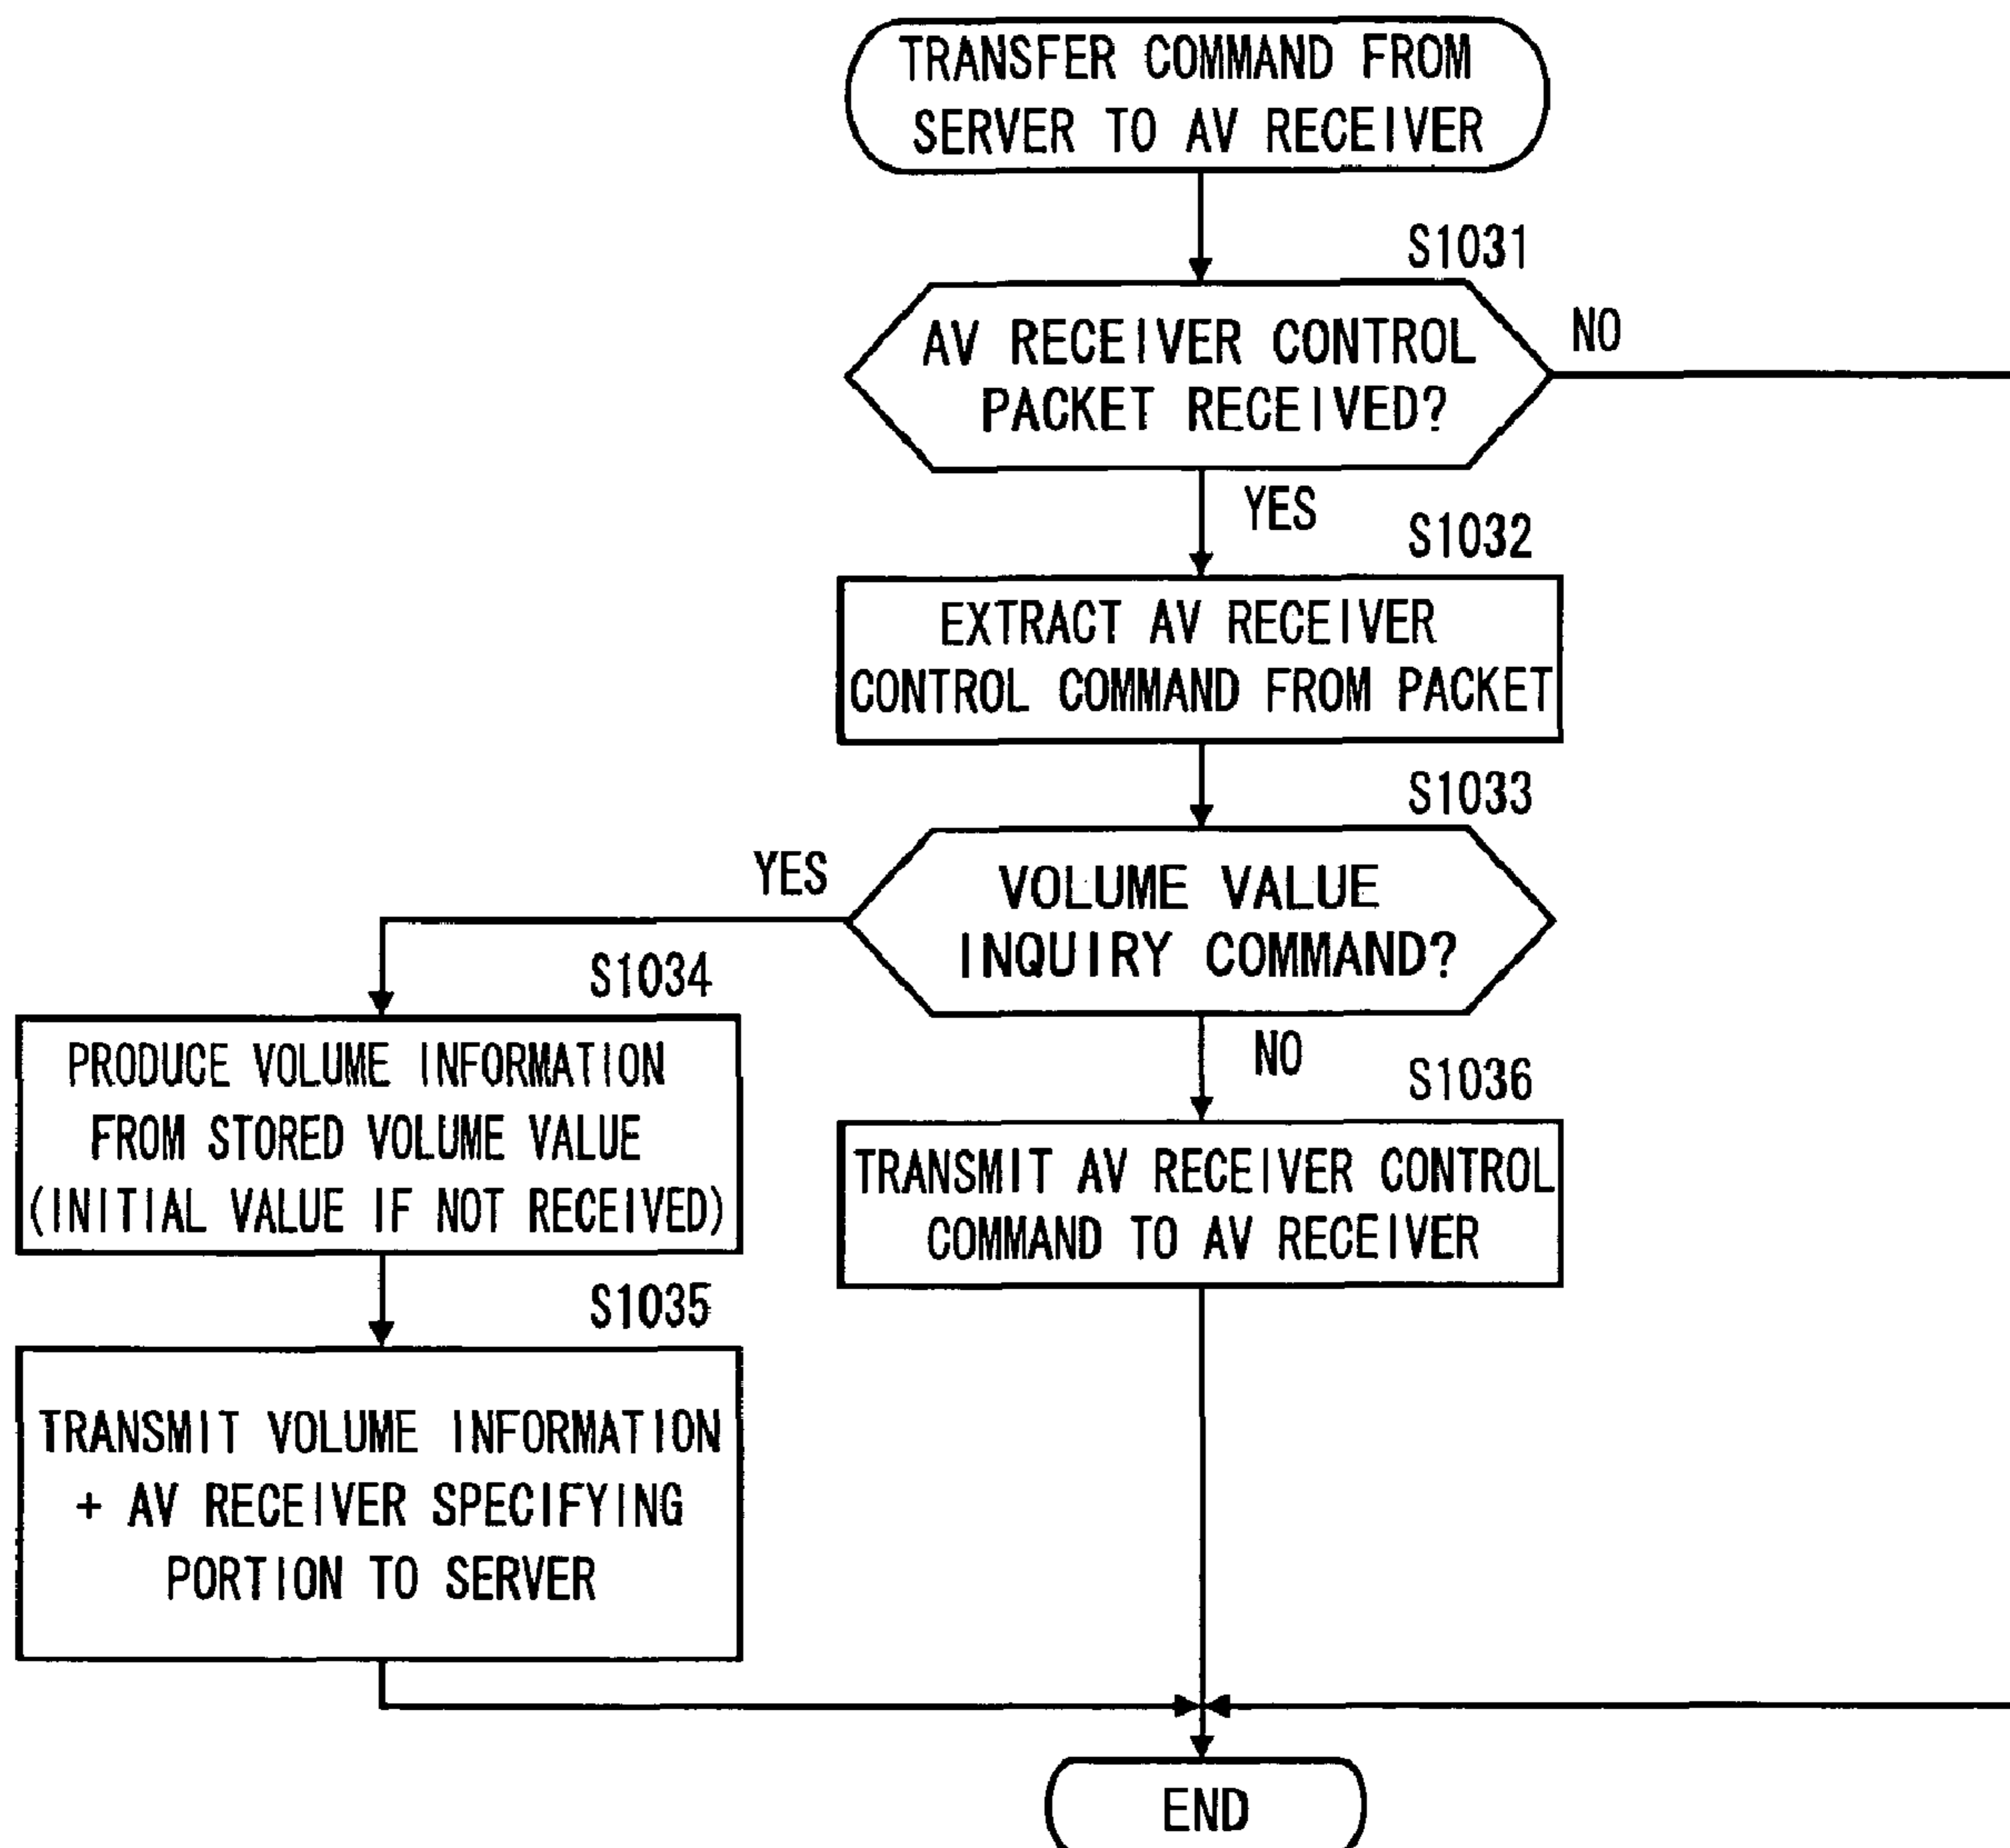 TRANSFER COMMAND FROM
SERVER TO AV RECEIVER
S1031
AV RECEIVER CONTROL
PACKET RECEIVED?
NO
YES
S1032
EXTRACT AV RECEIVER
CONTROL COMMAND FROM PACKET
S1033
VOLUME VALUE
INQUIRY COMMAND?
YES
NO
S1034
PRODUCE VOLUME INFORMATION
FROM STORED VOLUME VALUE
(INITIAL VALUE IF NOT RECEIVED)
S1036
TRANSMIT AV RECEIVER CONTROL
COMMAND TO AV RECEIVER
S1035
TRANSMIT VOLUME INFORMATION
+ AV RECEIVER SPECIFYING
PORTION TO SERVER
END